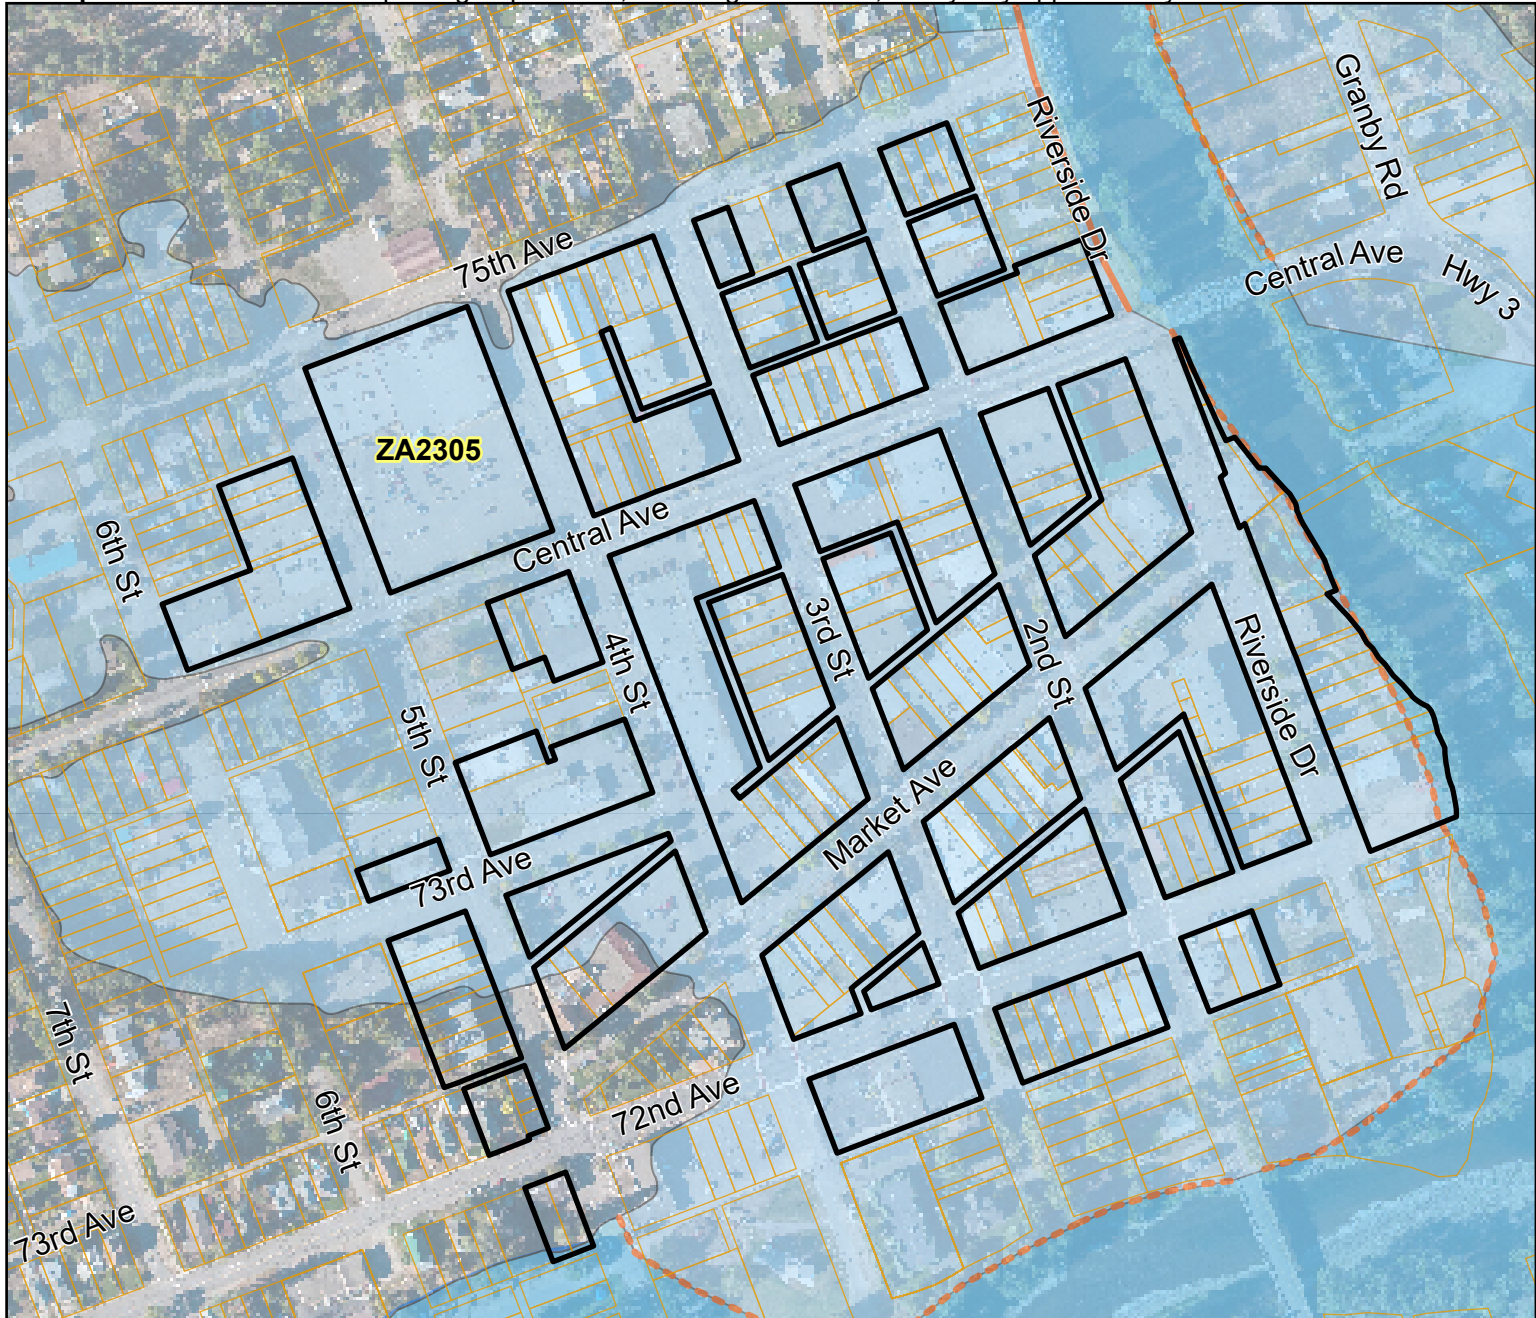 Granby Rd
Riverside Dr
75th Ave
Central Ave
Hwy 3
ZA2305
Central Ave
6th St
3rd St
4th St
2nd St
Riverside Dr
5th St
Market Ave
73rd Ave
7th St
6th St
72nd Ave
73rd Ave